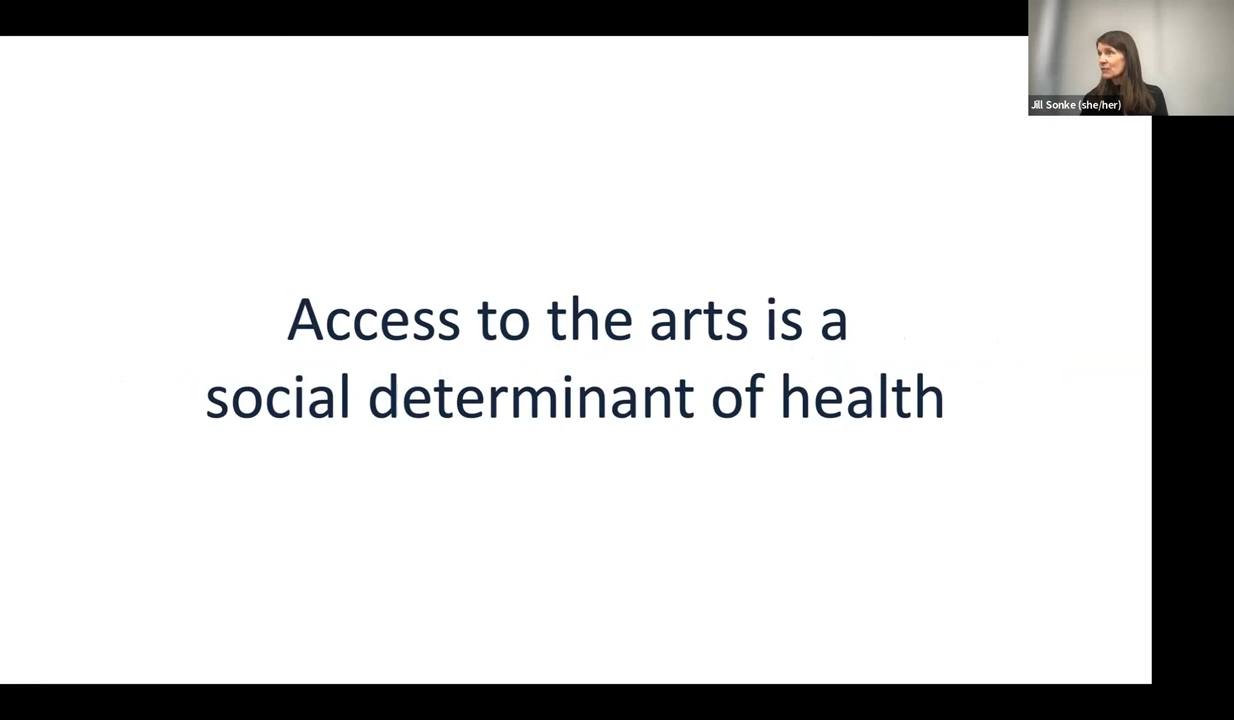 Jill Sonke (she/her)
Access to the arts is a
social determinant of health